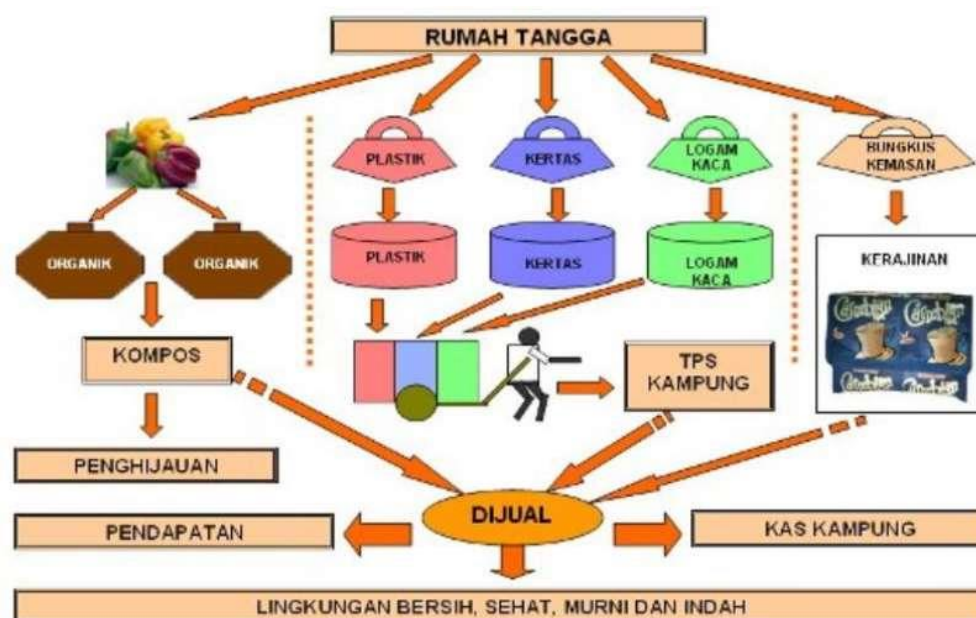 RUMAH TANGGA
PLASTIK
KERTAS
LOGAM
KACA
BUNGKUS
KEMASAN
ORGANIK
ORGANIK
PLASTIK
KERTAS
LOGAM
KACA
KERAJINAN
KOMPOS
TPS
KAMPUNG
PENGHIJAUAN
DIJUAL
PENDAPATAN
KAS KAMPUNG
LINGKUNGAN BERSIH, SEHAT, MURNI DAN INDAH